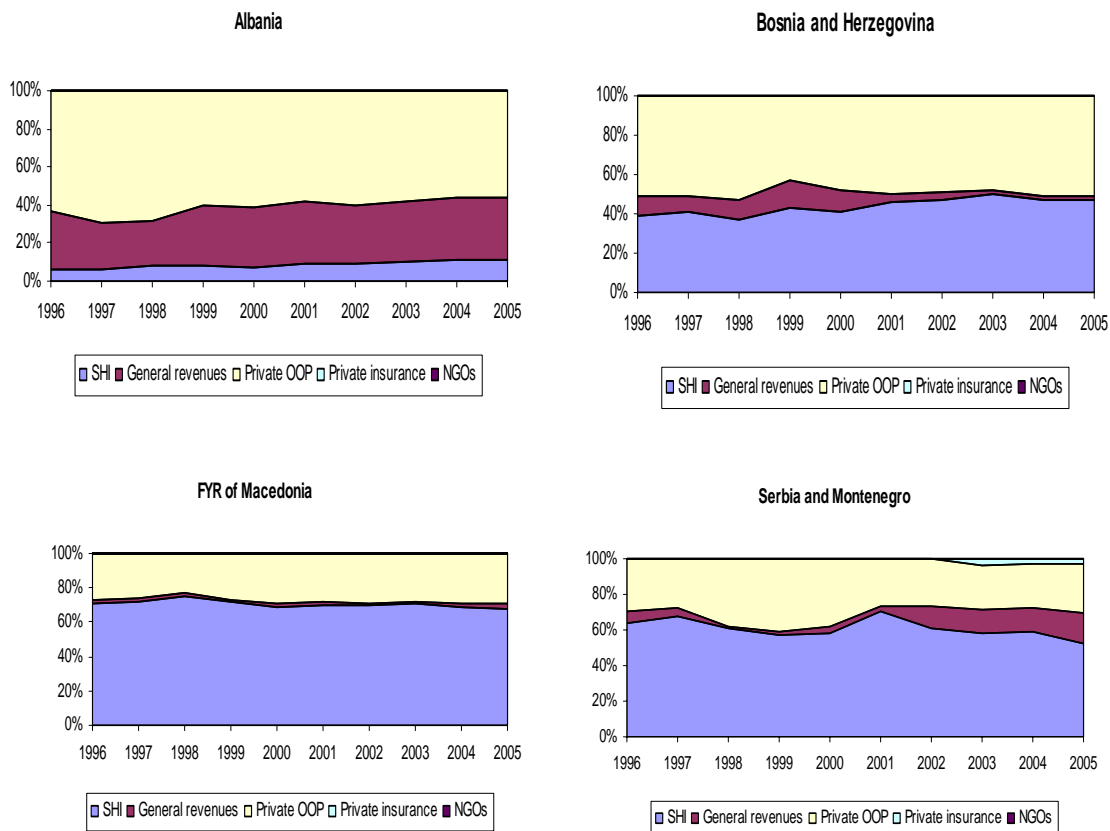 Albania
100%
80%
60%
40%
20%
0%
1996 1997 1998 1999 2000 2001 2002 2003 2004 2005
SHI General revenues Private OOP Private insurance NGOs
Bosnia and Herzegovina
100%
80%
60%
40%
20%
0%
1996 1997 1998 1999 2000 2001 2002 2003 2004 2005
SHI General revenues Private OOP Private insurance NGOs
FYR of Macedonia
100%
80%
60%
40%
20%
0%
1996 1997 1998 1999 2000 2001 2002 2003 2004 2005
SHI General revenues Private OOP Private insurance NGOs
Serbia and Montenegro
100%
80%
60%
40%
20%
0%
1996 1997 1998 1999 2000 2001 2002 2003 2004 2005
SHI General revenues Private OOP Private insurance NGOs